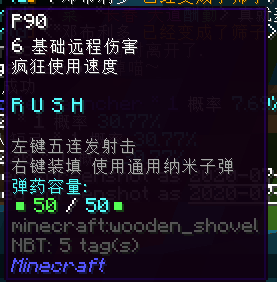 P90
6 基础远程伤害
疯狂使用速度
RUSH
左键五连发射击
右键装填 使用通用纳米子弹
弹药容量:
▪ 50 / 50 ▪
minecraft:wooden_shovel
NBT: 5 tag(s)
Minecraft